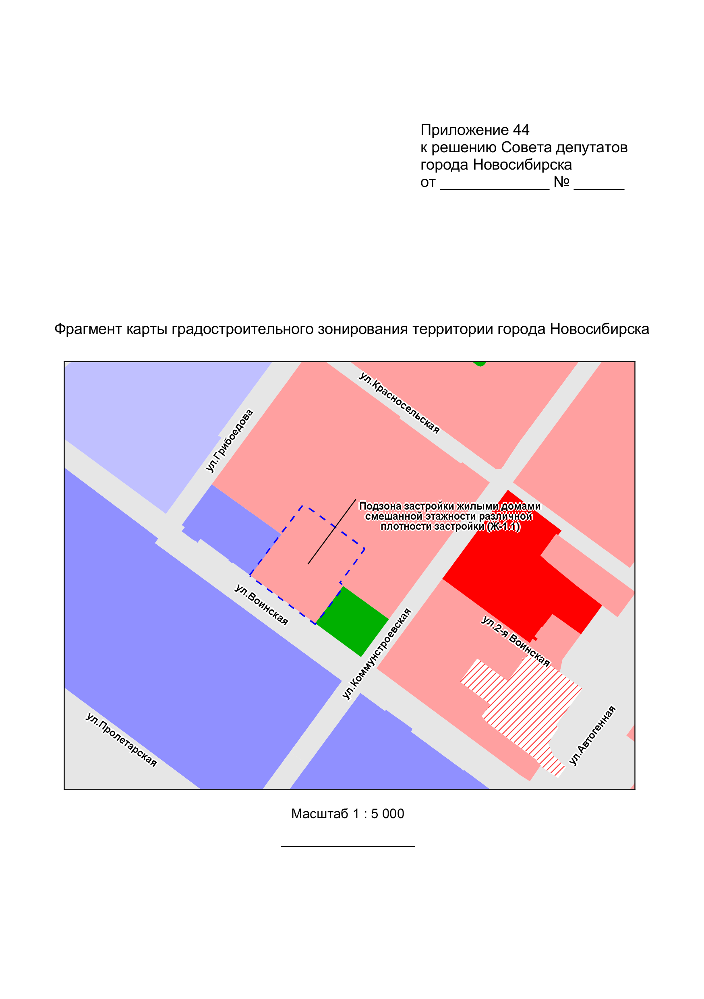 Приложение 44
к решению Совета депутатов
города Новосибирска
от _____________ № ______
Фрагмент карты градостроительного зонирования территории города Новосибирска
ул.Красносельская
ул.Грибоедова
Подзона застройки жилыми домами
смешанной этажности различной
плотности застройки (Ж-1.1)
ул.Воинская
ул.Коммунстроевская
ул.2-я Воинская
ул.Автогенная
ул.Пролетарская
Масштаб 1 : 5 000